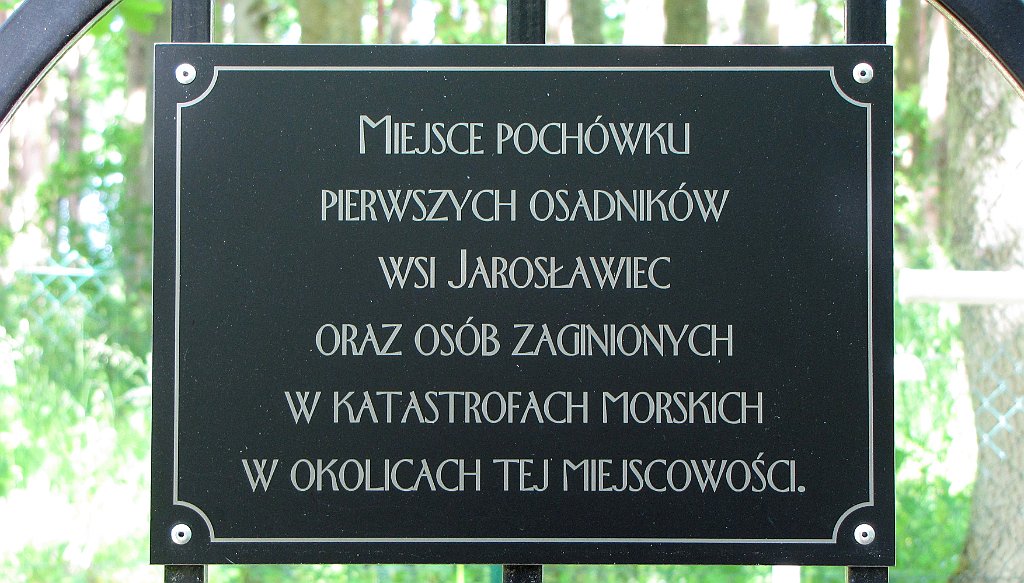 Miejsce pochówku
pierwszych osadników
wsi Jarosławiec
oraz osób zaginionych
w katastrofach morskich
w okolicach tej miejscowości.